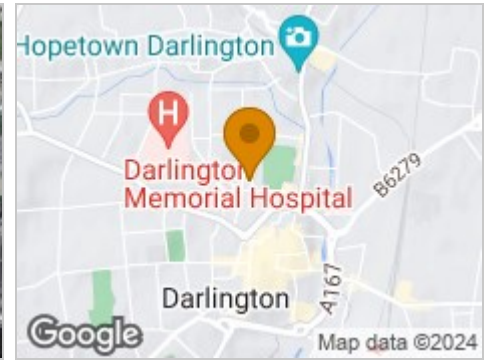 Hopetown Darlington
H
Darlington
Memorial Hospital
B6279
A167
Darlington
Google
Map data ©2024